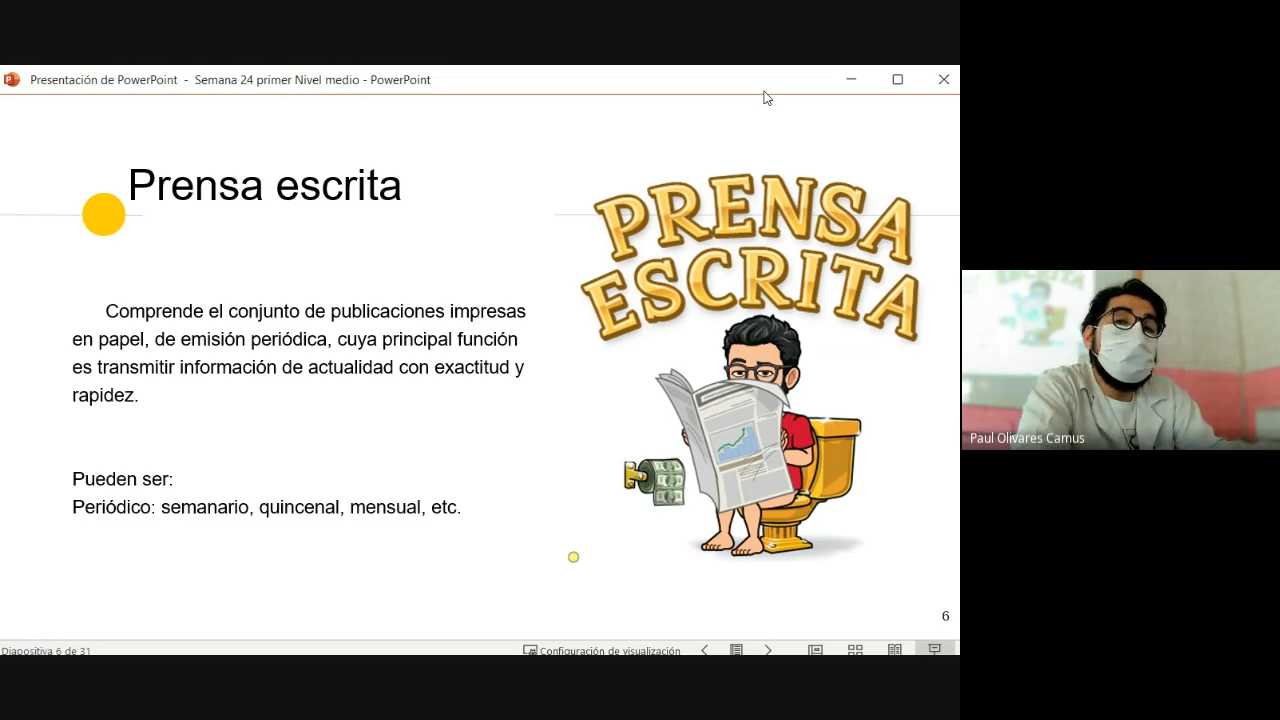 Presentación de PowerPoint - Semana 24 primer Nivel medio - PowerPoint
Prensa escrita
PRENSA
ESCRITA
Comprende el conjunto de publicaciones impresas
en papel, de emisión periódica, cuya principal función
es transmitir información de actualidad con exactitud y
rapidez.
Pueden ser:
Periódico: semanario, quincenal, mensual, etc.
6
Diapositiva 6 de 31
Configuración de visualización
Paul Olivares Camus